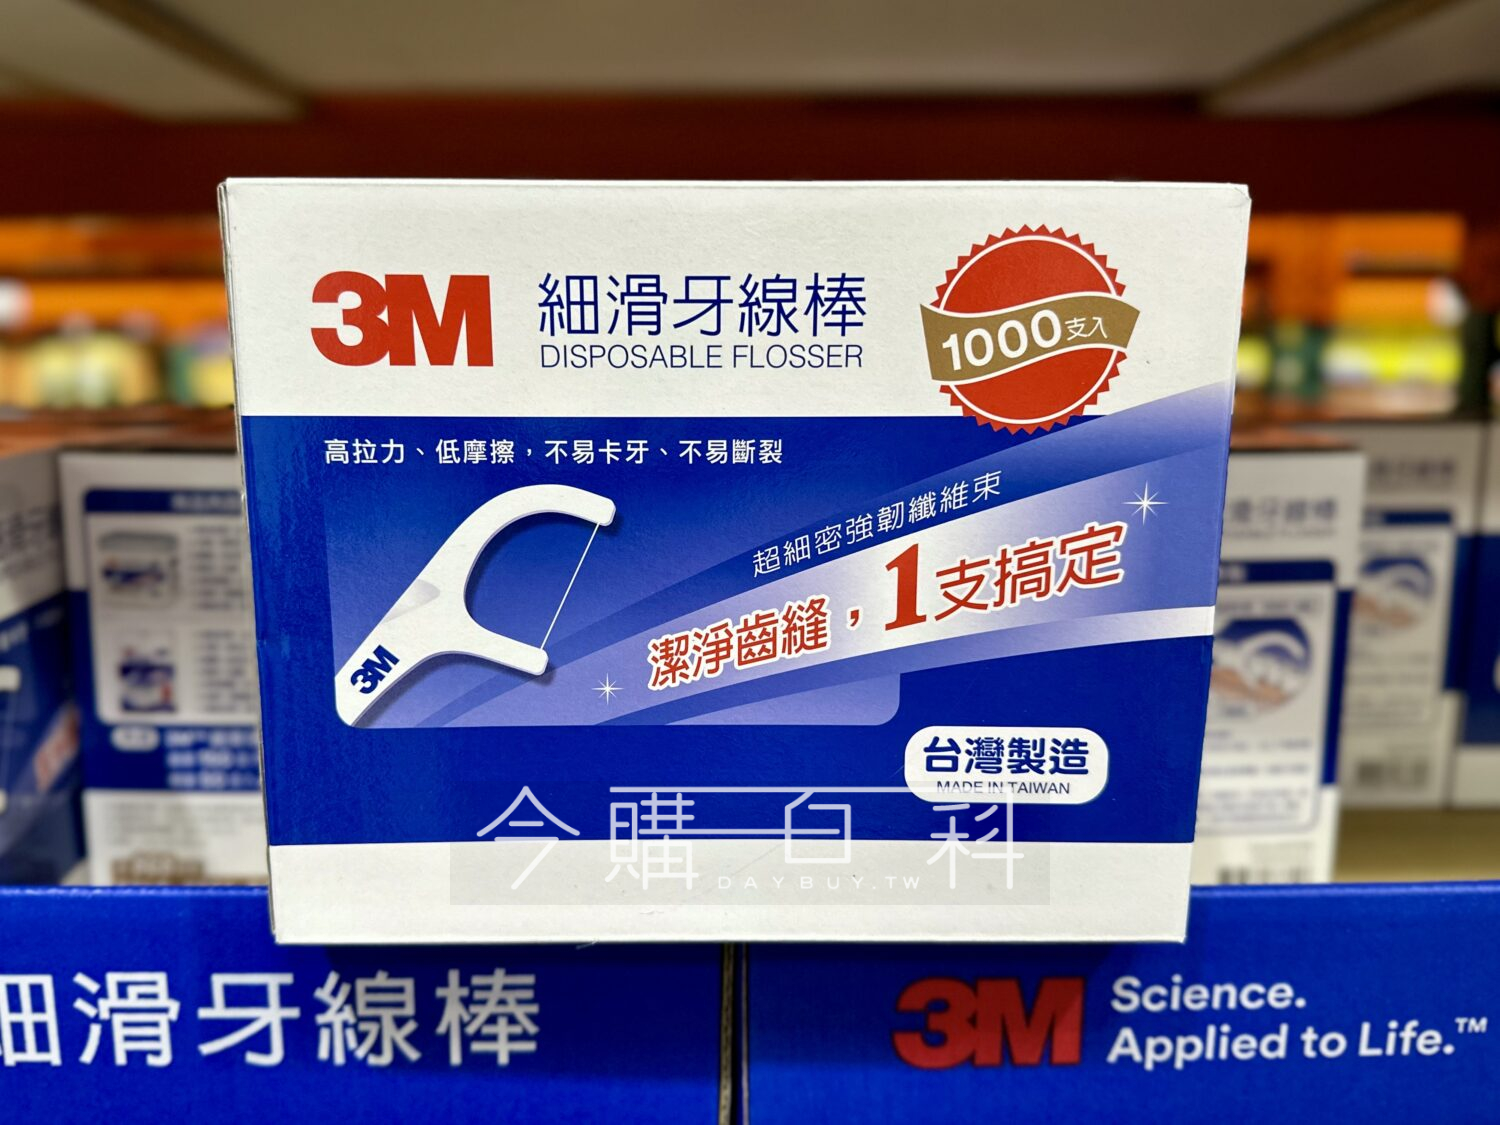 3M 細滑牙線棒
DISPOSABLE FLOSSER
1000支入
高拉力、低摩擦，不易卡牙、不易斷裂
超細密強韌纖維束
潔淨齒縫，1支搞定
3M
台灣製造
MADE IN TAIWAN
今購百科
DAYBUY.TW
細滑牙線棒
3M Science.
Applied to Life.™